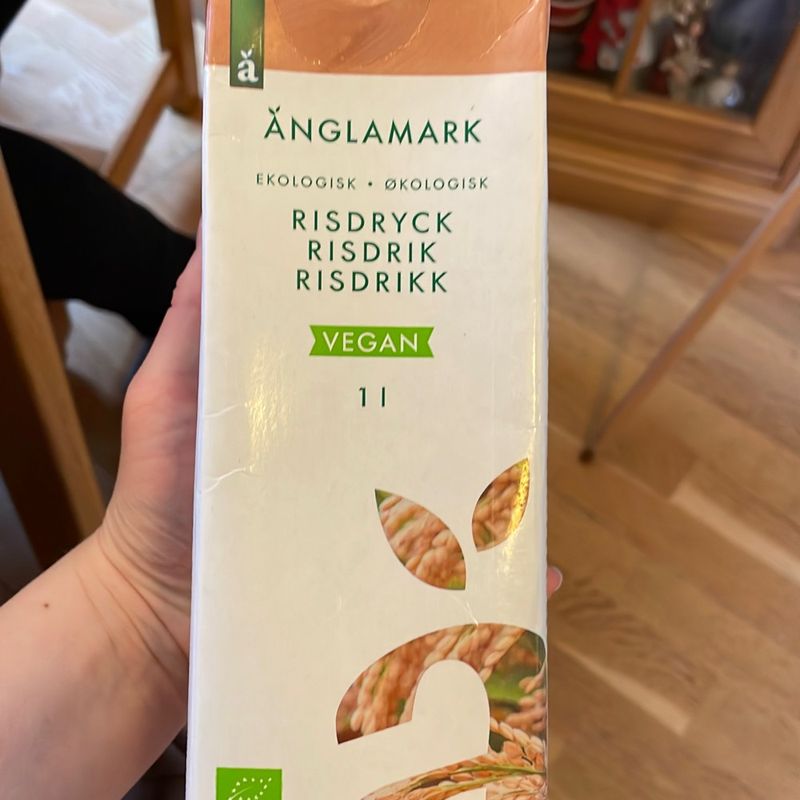 ä
ÄNGLAMARK
EKOLOGISK • ØKOLOGISK
RISDRYCK
RISDRIK
RISDRIKK
VEGAN
1 l